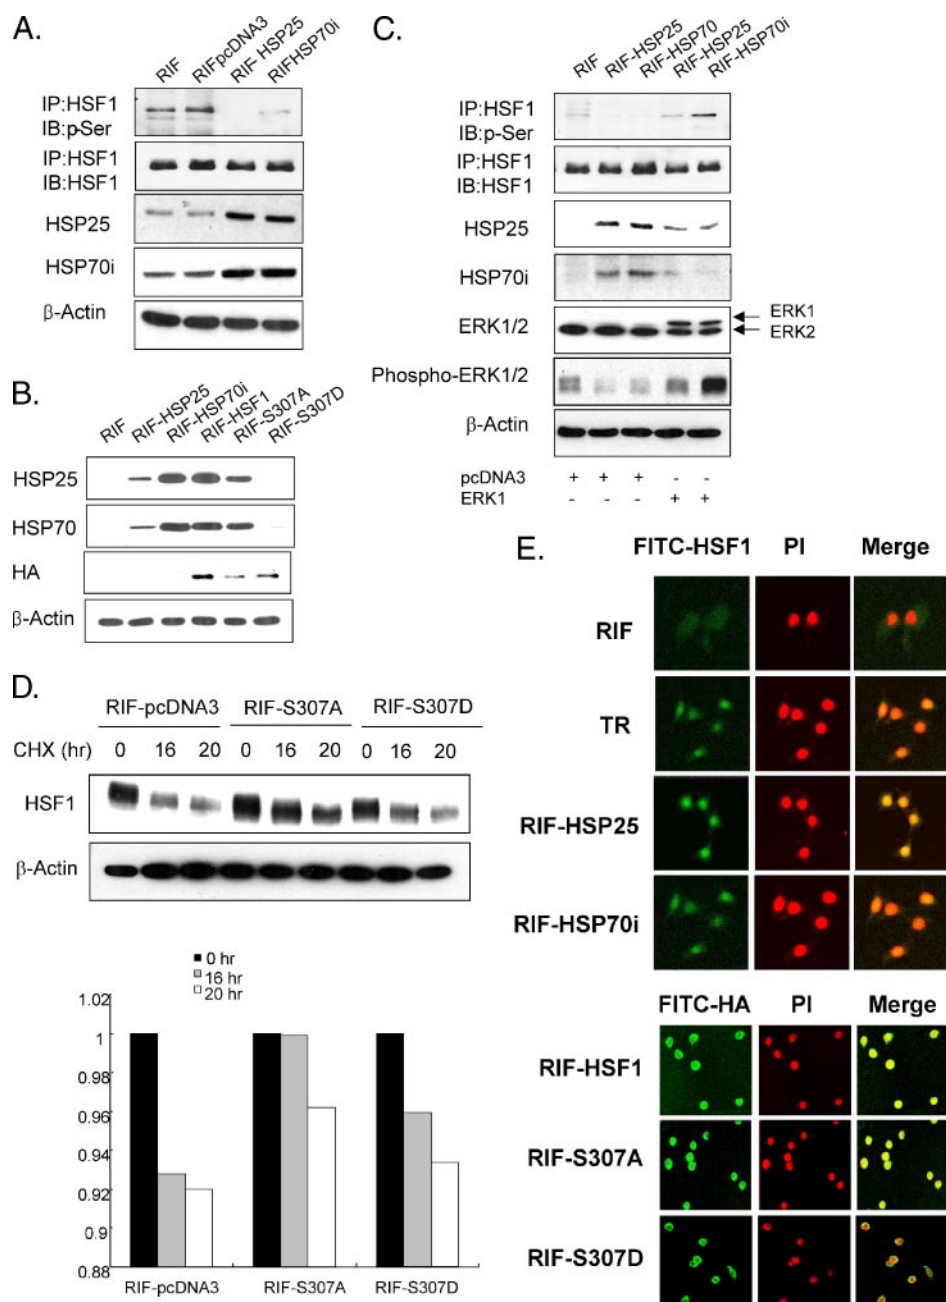 A.
RIF
RIFpcDNA3
RIF HSP25
RIFHSP70i
IP:HSF1
IB:p-Ser
IP:HSF1
IB:HSF1
HSP25
HSP70i
β-Actin
B.
RIF
RIF-HSP25
RIF-HSP70i
RIF-HSF1
RIF-S307A
RIF-S307D
HSP25
HSP70
HA
β-Actin
C.
RIF
RIF-HSP25
RIF-HSP70
RIF-HSP25
RIF-HSP70i
IP:HSF1
IB:p-Ser
IP:HSF1
IB:HSF1
HSP25
HSP70i
ERK1/2
ERK1
ERK2
Phospho-ERK1/2
β-Actin
pcDNA3 + + + - -
ERK1 - - - + +
D.
RIF-pcDNA3 RIF-S307A RIF-S307D
CHX (hr) 0 16 20 0 16 20 0 16 20
HSF1
β-Actin
0 hr
16 hr
20 hr
1.02
1
0.98
0.96
0.94
0.92
0.9
0.88
RIF-pcDNA3 RIF-S307A RIF-S307D
E.
FITC-HSF1 PI Merge
RIF
TR
RIF-HSP25
RIF-HSP70i
FITC-HA PI Merge
RIF-HSF1
RIF-S307A
RIF-S307D